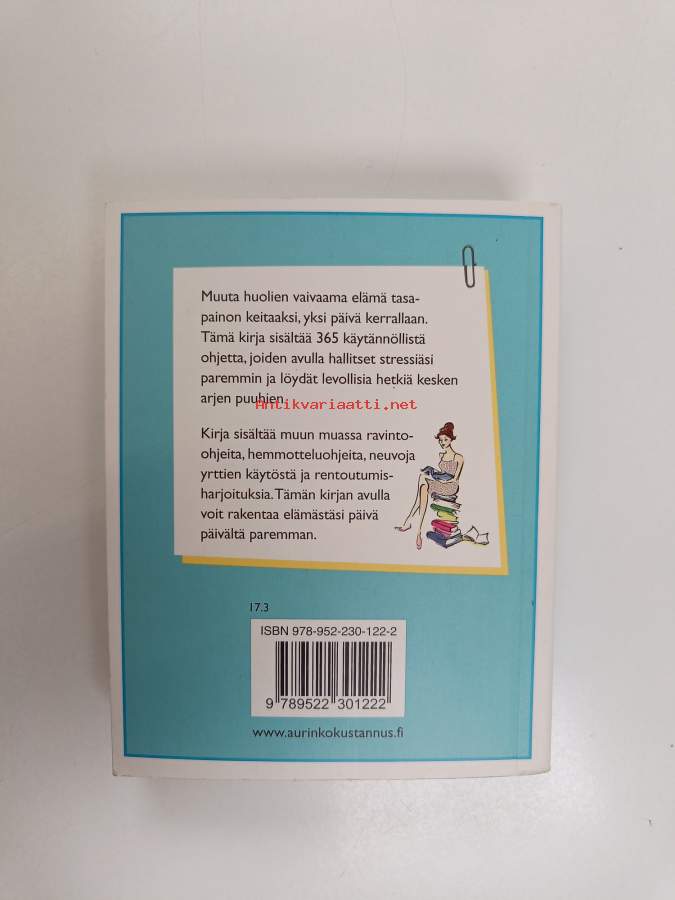 Muuta huolien vaivaama elämä tasa-
painon keitaaksi, yksi päivä kerrallaan.
Tämä kirja sisältää 365 käytännöllistä
ohjetta, joiden avulla hallitset stressiäsi
paremmin ja löydät levollisia hetkiä kesken
arjen puuhien.
Antikvariaatti.net
Kirja sisältää muun muassa ravinto-
ohjeita, hemmotteluohjeita, neuvoja
yrttien käytöstä ja rentoutumis-
harjoituksia. Tämän kirjan avulla
voit rakentaa elämästäsi päivä
päivältä paremman.
17.3
ISBN 978-952-230-122-2
9 789522 301222
www.aurinkokustannus.fi